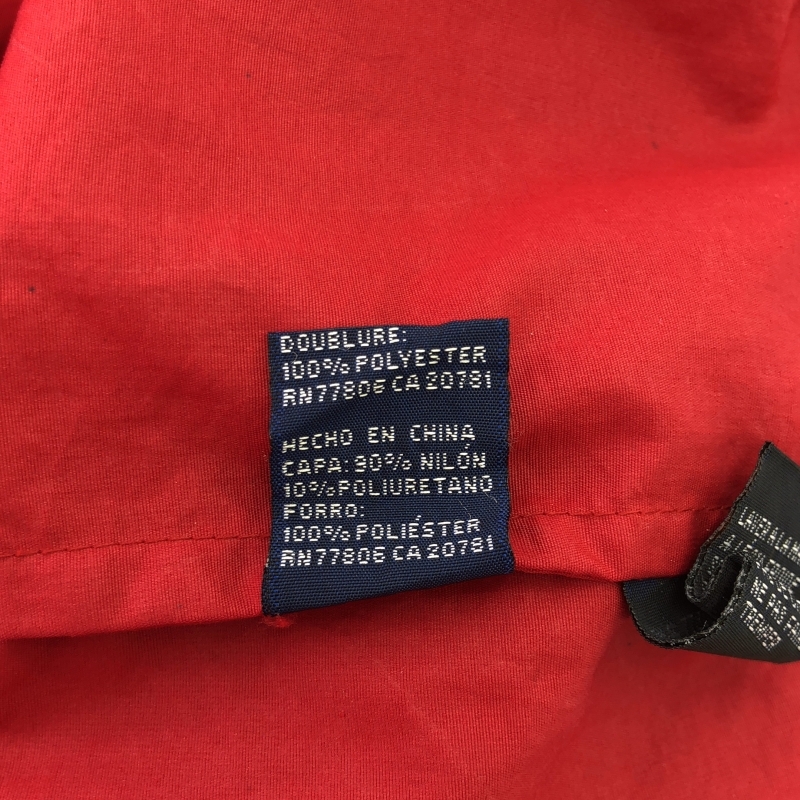 DOUBLURE:
100% POLYESTER
RN77806 CA 20781
HECHO EN CHINA
CAPA: 90% NILÓN
10% POLIURETANO
FORRO:
100% POLIÉSTER
RN77806 CA 20781